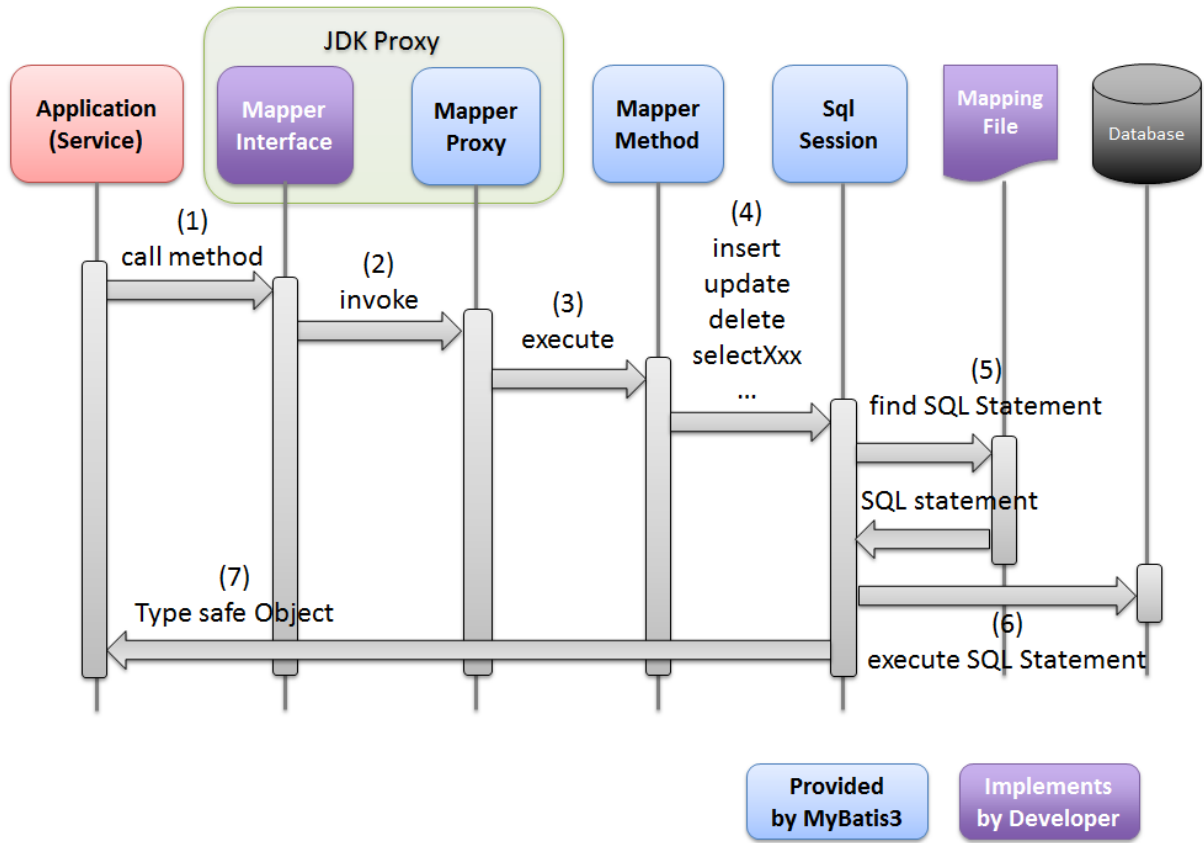 JDK Proxy
Application
(Service)
Mapper
Interface
Mapper
Proxy
Mapper
Method
Sql
Session
Mapping
File
Database
(1)
call method
(2)
invoke
(3)
execute
(4)
insert
update
delete
selectXxx
...
(5)
find SQL Statement
SQL statement
(6)
execute SQL Statement
(7)
Type safe Object
Provided
by MyBatis3
Implements
by Developer